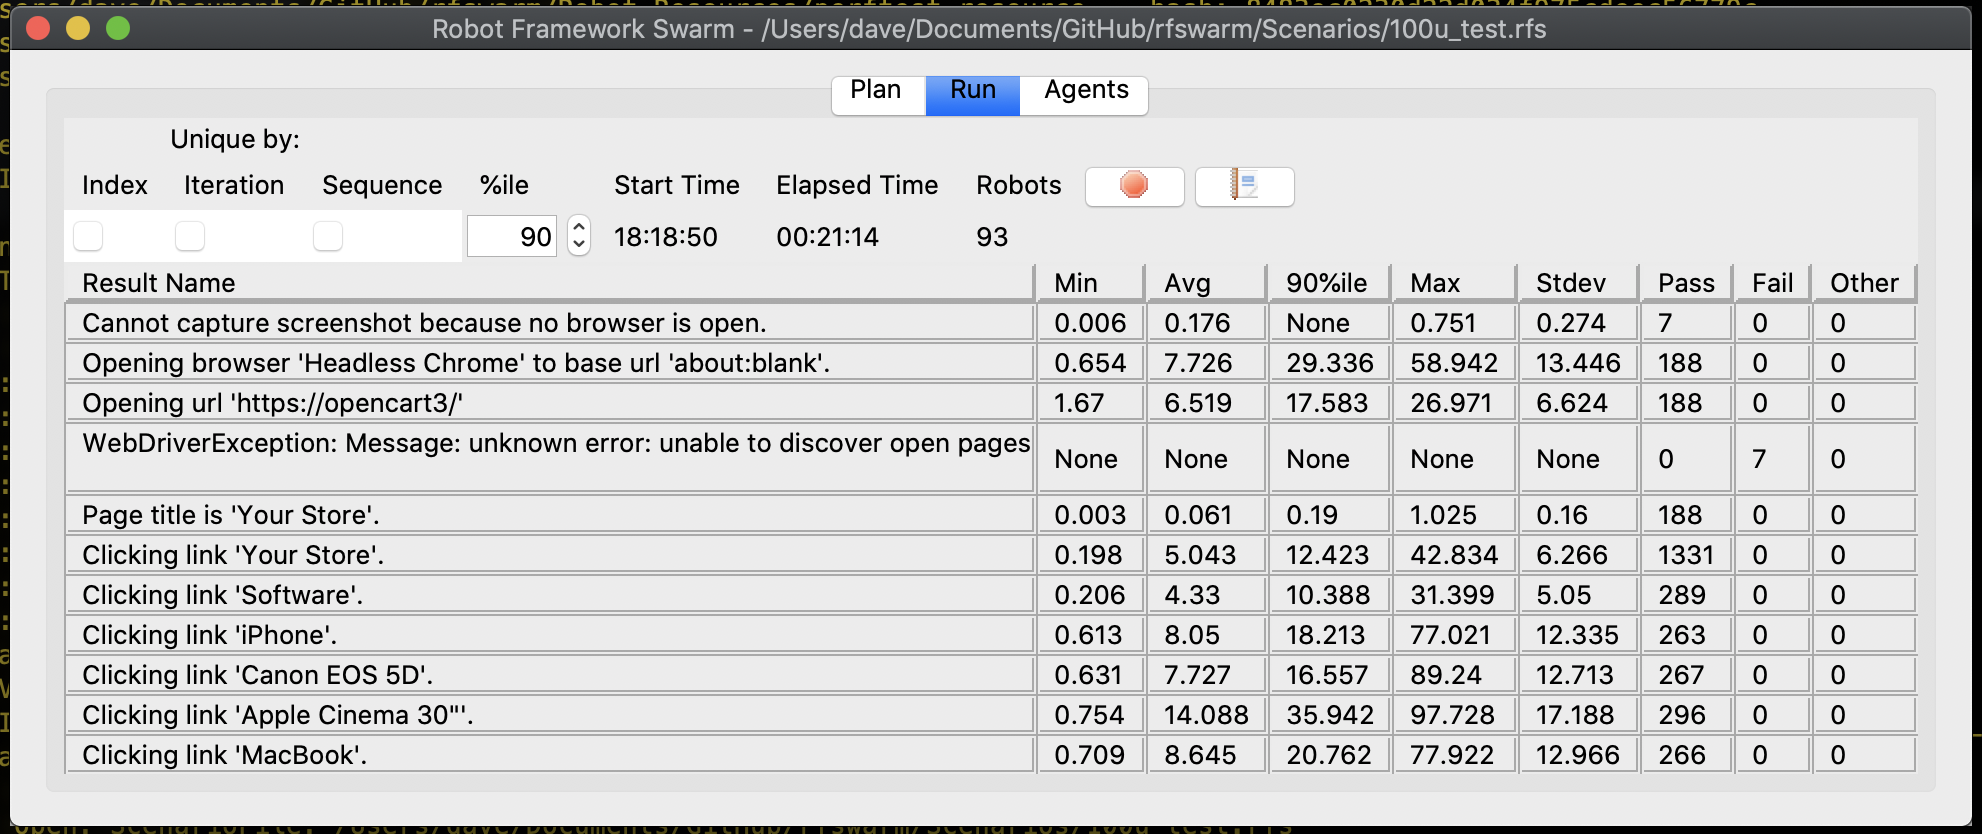 Robot Framework Swarm - /Users/dave/Documents/GitHub/rfswarm/Scenarios/100u_test.rfs
Plan Run Agents
Unique by:
Index Iteration Sequence %ile Start Time Elapsed Time Robots
90 18:18:50 00:21:14 93
Result Name Min Avg 90%ile Max Stdev Pass Fail Other
Cannot capture screenshot because no browser is open. 0.006 0.176 None 0.751 0.274 7 0 0
Opening browser 'Headless Chrome' to base url 'about:blank'. 0.654 7.726 29.336 58.942 13.446 188 0 0
Opening url 'https://opencart3/' 1.67 6.519 17.583 26.971 6.624 188 0 0
WebDriverException: Message: unknown error: unable to discover open pages None None None None None 0 7 0
Page title is 'Your Store'. 0.003 0.061 0.19 1.025 0.16 188 0 0
Clicking link 'Your Store'. 0.198 5.043 12.423 42.834 6.266 1331 0 0
Clicking link 'Software'. 0.206 4.33 10.388 31.399 5.05 289 0 0
Clicking link 'iPhone'. 0.613 8.05 18.213 77.021 12.335 263 0 0
Clicking link 'Canon EOS 5D'. 0.631 7.727 16.557 89.24 12.713 267 0 0
Clicking link 'Apple Cinema 30"'. 0.754 14.088 35.942 97.728 17.188 296 0 0
Clicking link 'MacBook'. 0.709 8.645 20.762 77.922 12.966 266 0 0